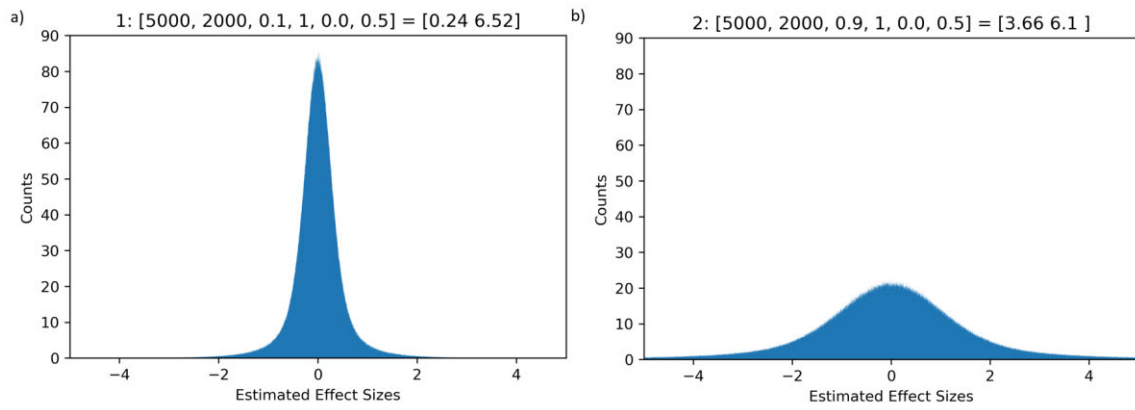 a)
1: [5000, 2000, 0.1, 1, 0.0, 0.5] = [0.24 6.52]
90
80
70
60
50
40
30
20
10
0
Counts
−4 −2 0 2 4
Estimated Effect Sizes
b)
2: [5000, 2000, 0.9, 1, 0.0, 0.5] = [3.66 6.1 ]
90
80
70
60
50
40
30
20
10
0
Counts
−4 −2 0 2 4
Estimated Effect Sizes